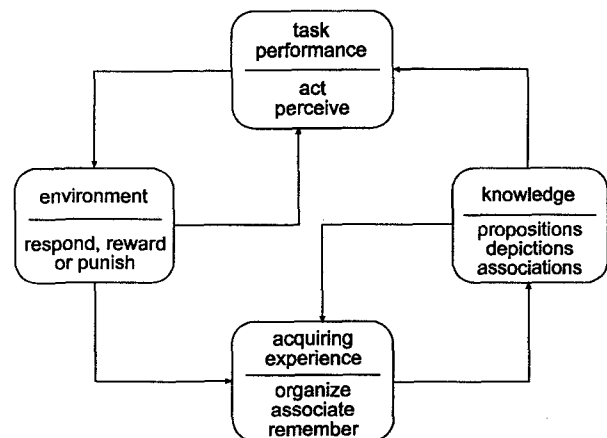 task
performance
act
perceive
environment
respond, reward
or punish
knowledge
propositions
depictions
associations
acquiring
experience
organize
associate
remember